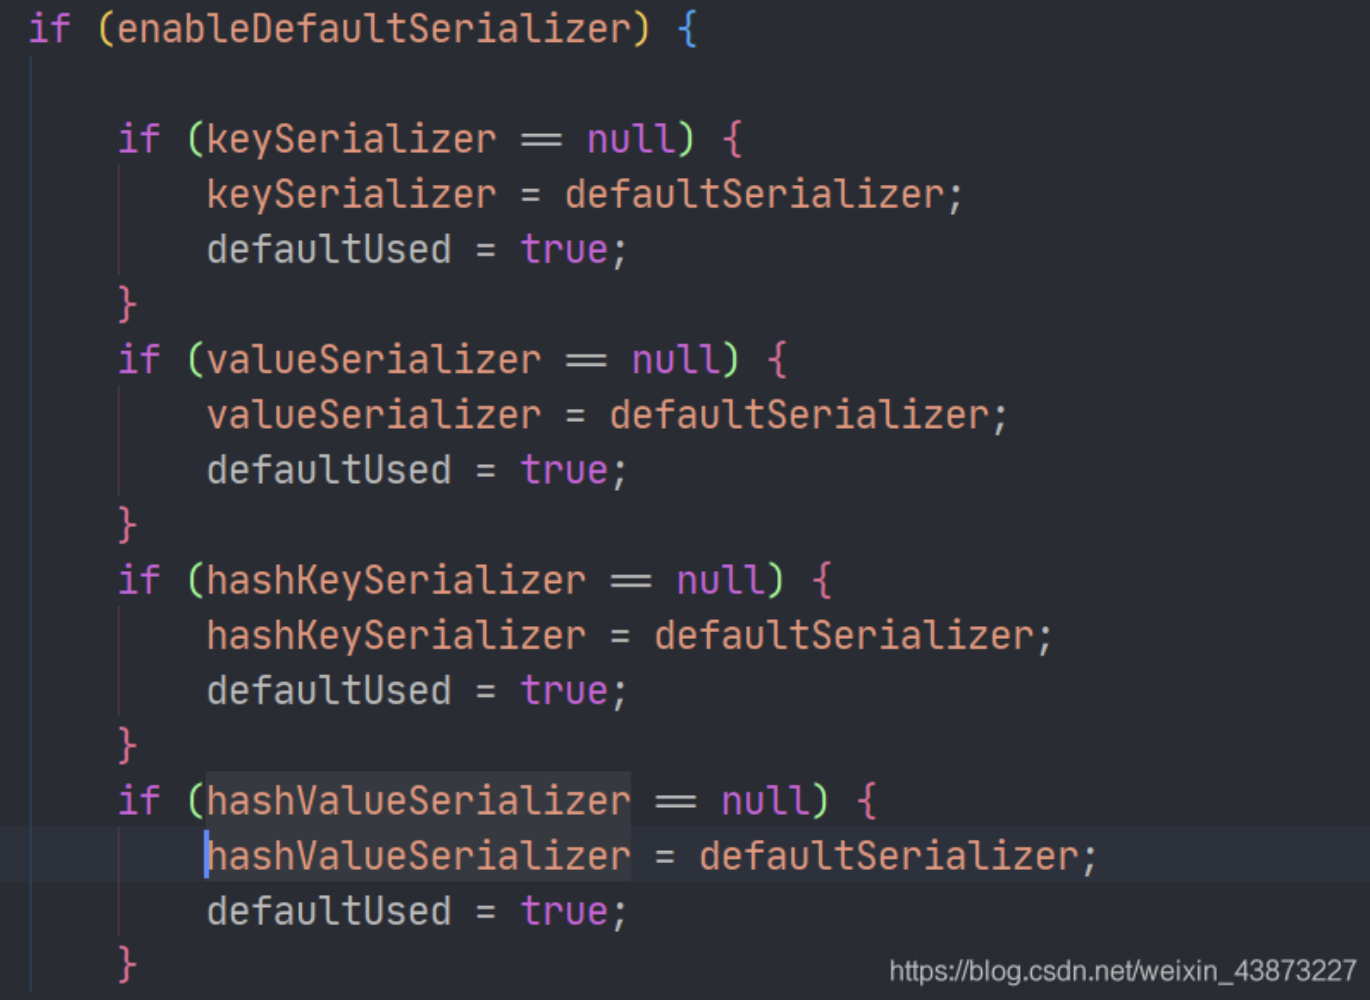 if (enableDefaultSerializer) {
if (keySerializer == null) {
keySerializer = defaultSerializer;
defaultUsed = true;
}
if (valueSerializer == null) {
valueSerializer = defaultSerializer;
defaultUsed = true;
}
if (hashKeySerializer == null) {
hashKeySerializer = defaultSerializer;
defaultUsed = true;
}
if (hashValueSerializer == null) {
hashValueSerializer = defaultSerializer;
defaultUsed = true;
}
https://blog.csdn.net/weixin_43873227